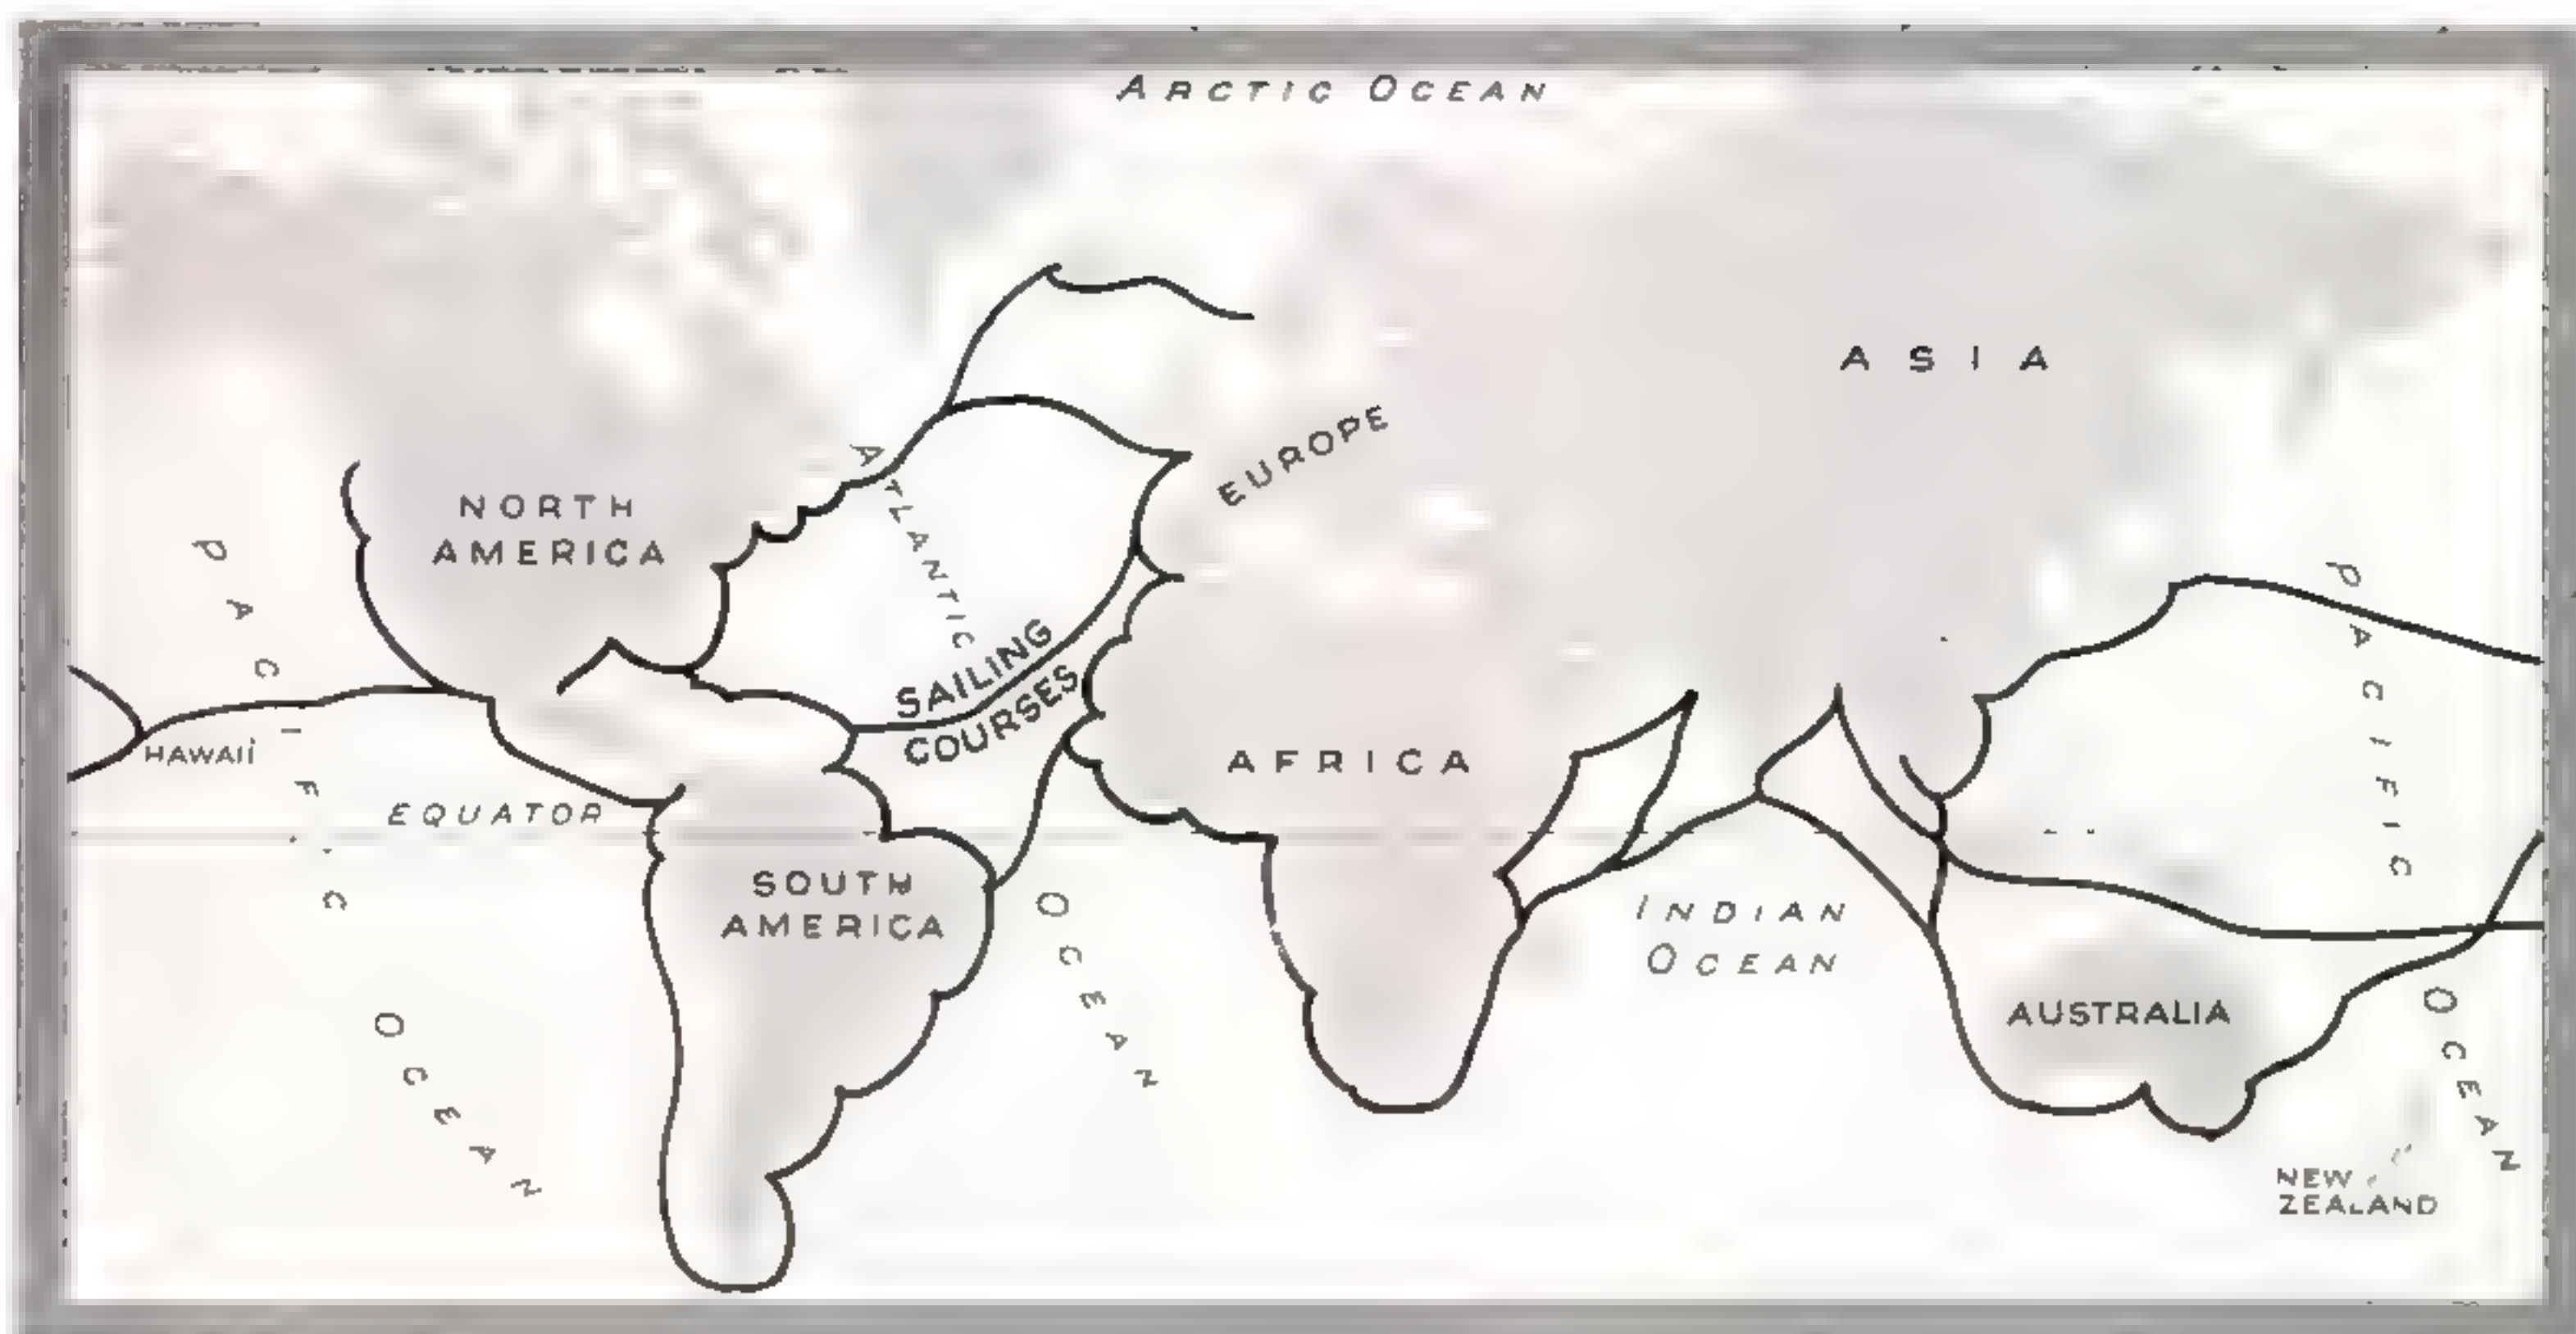 ARCTIC OCEAN
ASIA
EUROPE
NORTH
AMERICA
ATLANTIC
PACIFIC
PACIFIC
SAILING
COURSES
HAWAII
EQUATOR
AFRICA
SOUTH
AMERICA
OCEAN
INDIAN
OCEAN
AUSTRALIA
OCEAN
OCEAN
NEW
ZEALAND